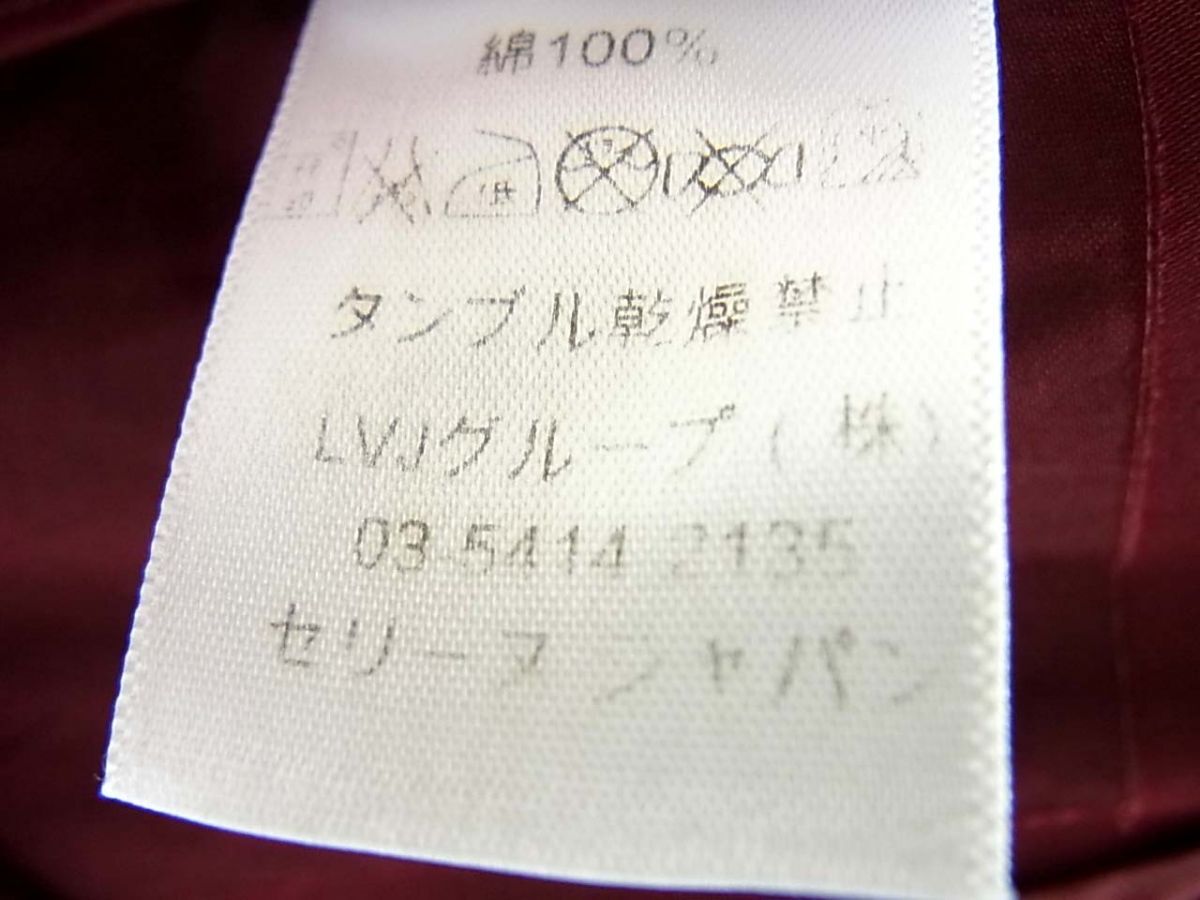 綿100%
低
タンブル乾燥禁止
LVJグループ(株)
03-5414-2135
セリーヌ ジャパン